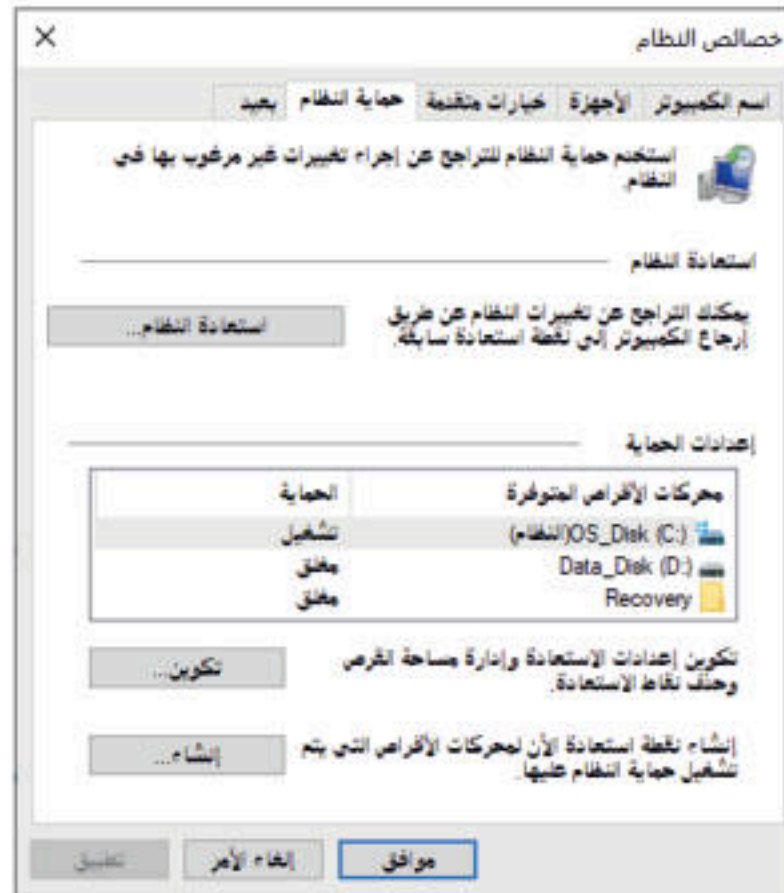 خصائص النظام
اسم الكمبيوتر الأجهزة خيارات متقدمة حماية النظام بعيد
استخدم حماية النظام للتراجع عن إجراء تغييرات غير مرغوب بها في
النظام.
استعادة النظام
يمكنك التراجع عن تغييرات النظام عن طريق
إرجاع الكمبيوتر إلى نقطة استعادة سابقة.
استعادة النظام...
إعدادات الحماية
محركات الأقراص المتوفرة الحماية
OS_Disk (C:)(النظام) تشغيل
Data_Disk (D:) مغلق
Recovery مغلق
تكوين إعدادات الاستعادة وإدارة مساحة القرص
وحذف نقاط الاستعادة.
تكوين...
إنشاء نقطة استعادة الآن لمحركات الأقراص التي يتم
تشغيل حماية النظام عليها.
إنشاء...
موافق إلغاء الأمر تطبيق